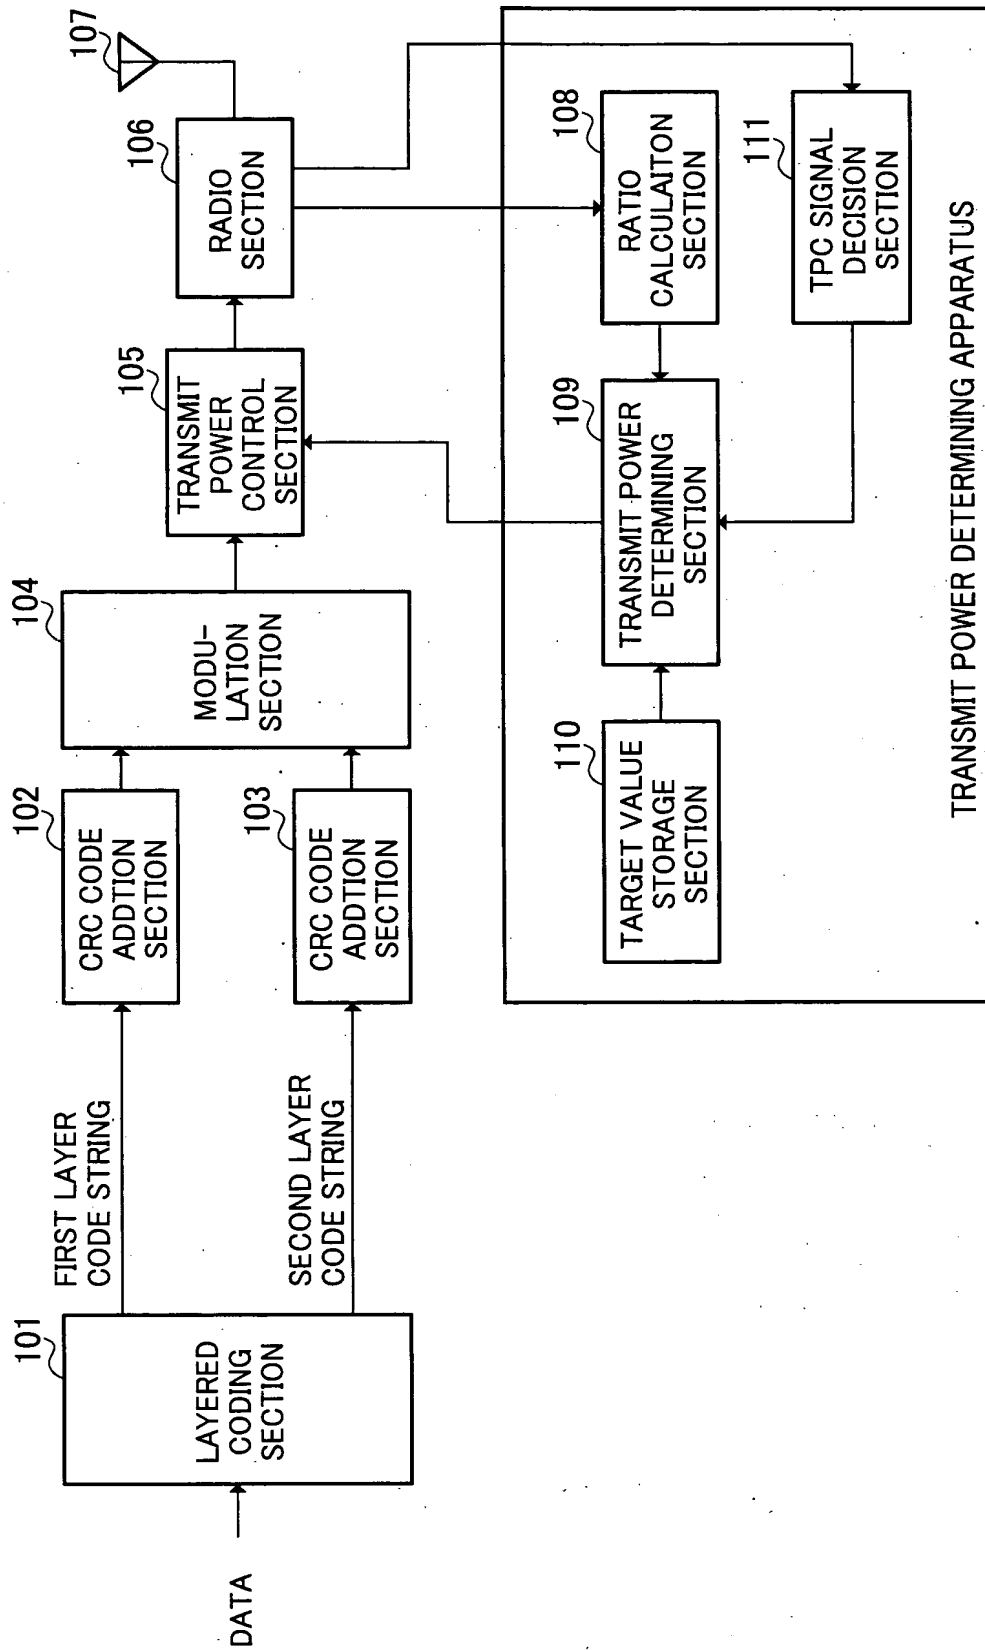 DATA
101
LAYERED
CODING
SECTION
FIRST LAYER
CODE STRING
SECOND LAYER
CODE STRING
102
CRC CODE
ADDTION
SECTION
103
CRC CODE
ADDTION
SECTION
104
MODU-
LATION
SECTION
105
TRANSMIT
POWER
CONTROL
SECTION
106
RADIO
SECTION
107
110
TARGET VALUE
STORAGE
SECTION
109
TRANSMIT POWER
DETERMINING
SECTION
108
RATIO
CALCULAITON
SECTION
111
TPC SIGNAL
DECISION
SECTION
TRANSMIT POWER DETERMINING APPARATUS